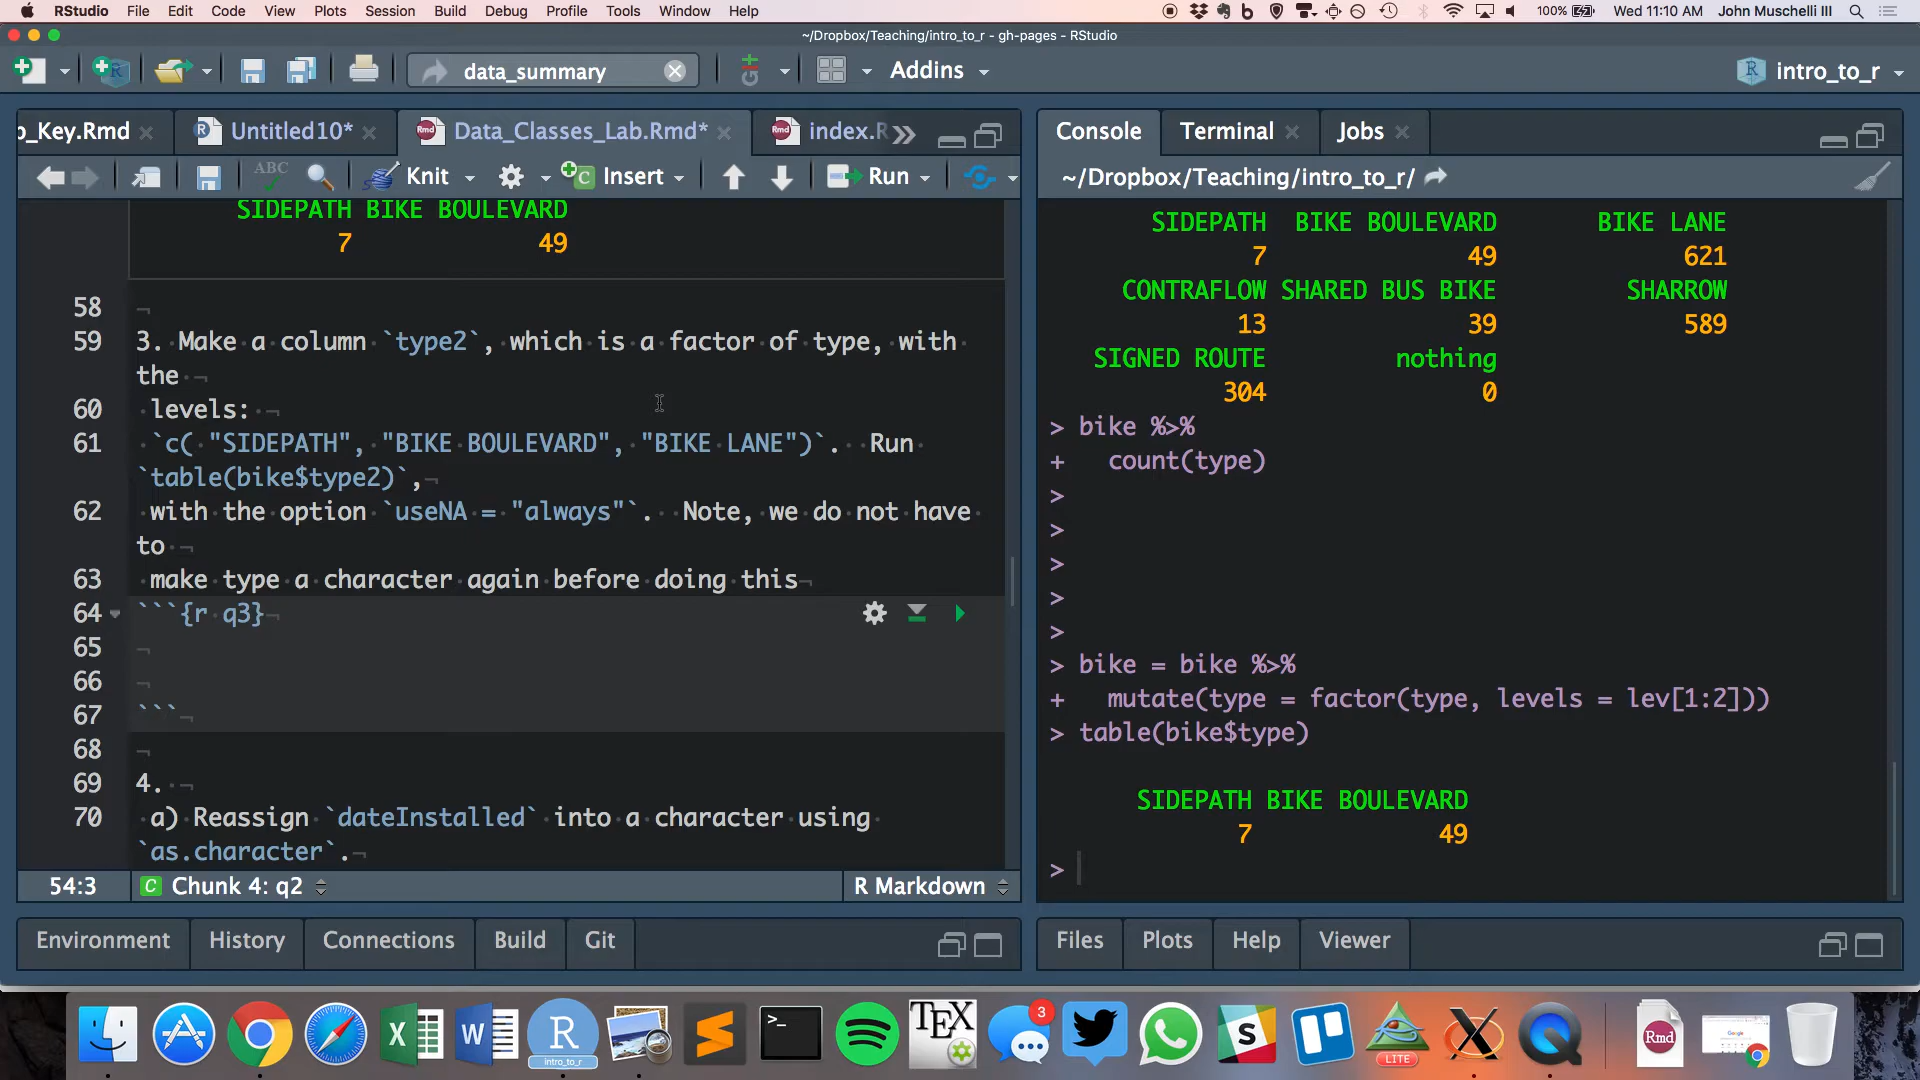 RStudio File Edit Code View Plots Session Build Debug Profile Tools Window Help 100% Wed 11:10 AM John Muschelli III
~/Dropbox/Teaching/intro_to_r - gh-pages - RStudio
data_summary Addins intro_to_r
o_Key.Rmd Untitled10* Data_Classes_Lab.Rmd* index.R
ABC Knit Insert Run
SIDEPATH BIKE BOULEVARD
7 49
58
59 3. Make a column `type2`, which is a factor of type, with
the
60 levels:
61 `c( "SIDEPATH", "BIKE BOULEVARD", "BIKE LANE")`. Run
`table(bike$type2)`,
62 with the option `useNA = "always"`. Note, we do not have
to
63 make type a character again before doing this
64 ```{r q3}
65
66
67 ```
68
69 4.
70 a) Reassign `dateInstalled` into a character using
`as.character`.
54:3 C Chunk 4: q2 R Markdown
Environment History Connections Build Git
Console Terminal Jobs
~/Dropbox/Teaching/intro_to_r/
SIDEPATH BIKE BOULEVARD BIKE LANE
7 49 621
CONTRAFLOW SHARED BUS BIKE SHARROW
13 39 589
SIGNED ROUTE nothing
304 0
> bike %>%
+ count(type)
>
>
>
>
>
> bike = bike %>%
+ mutate(type = factor(type, levels = lev[1:2]))
> table(bike$type)
SIDEPATH BIKE BOULEVARD
7 49
>
Files Plots Help Viewer
intro_to_r
TEX
3
LITE
Rmd